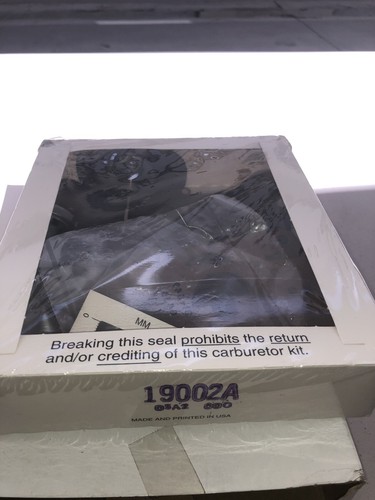 0
MM
Breaking this seal prohibits the return
and/or crediting of this carburetor kit.
19002A
MADE AND PRINTED IN USA